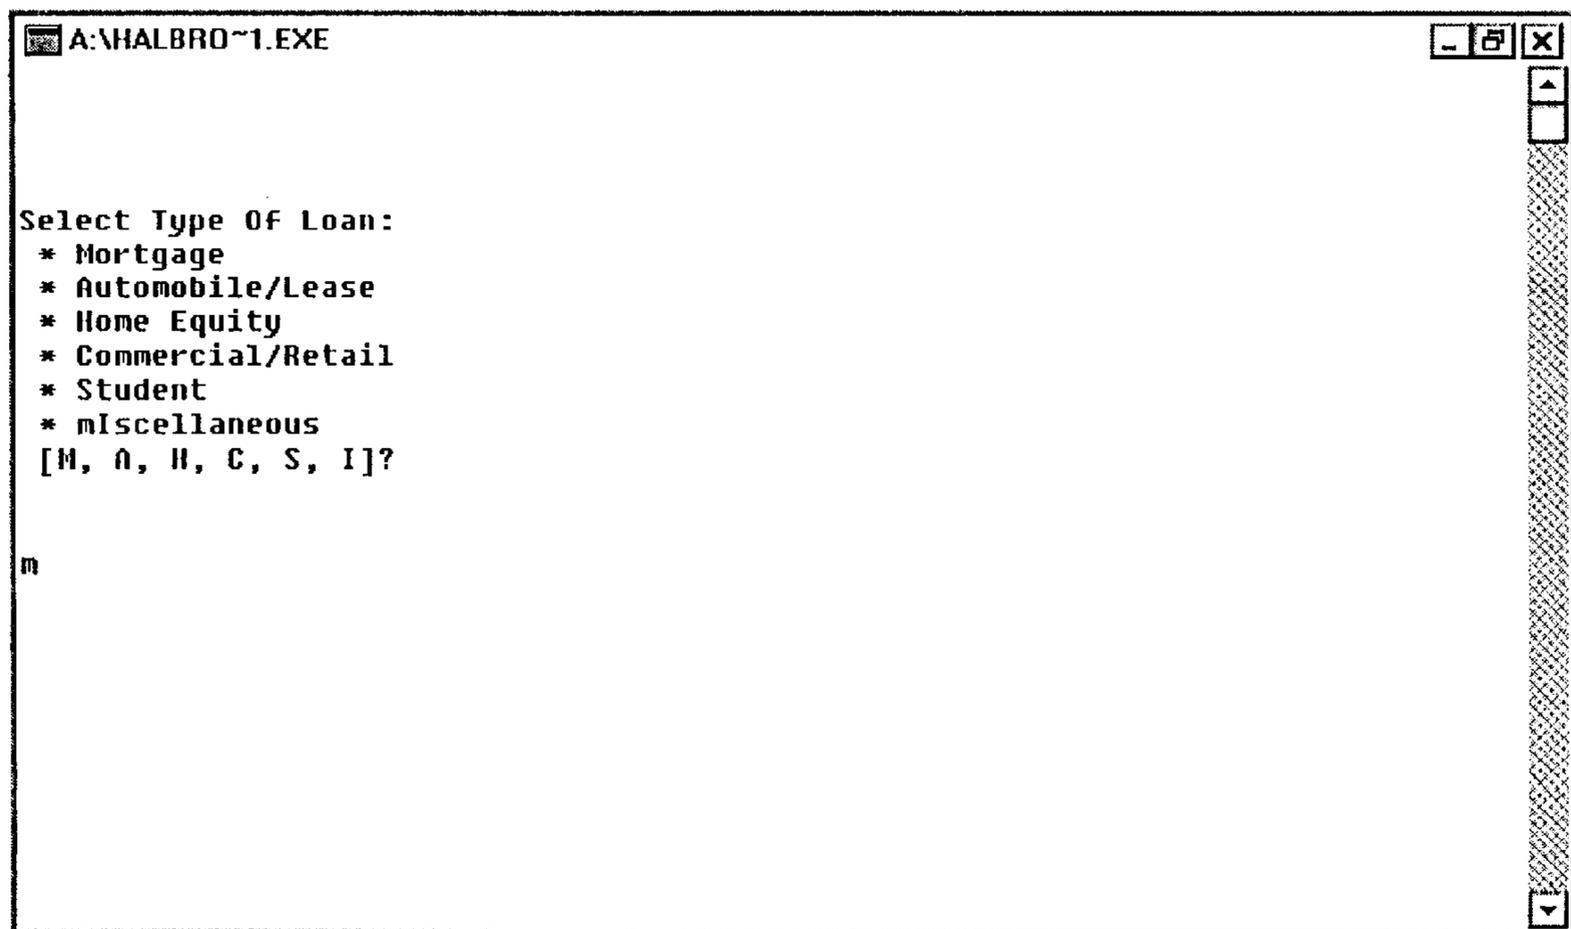 A:\HALBRO~1.EXE
Select Type Of Loan:
* Mortgage
* Automobile/Lease
* Home Equity
* Commercial/Retail
* Student
* mIscellaneous
[M, A, H, C, S, I]?
m